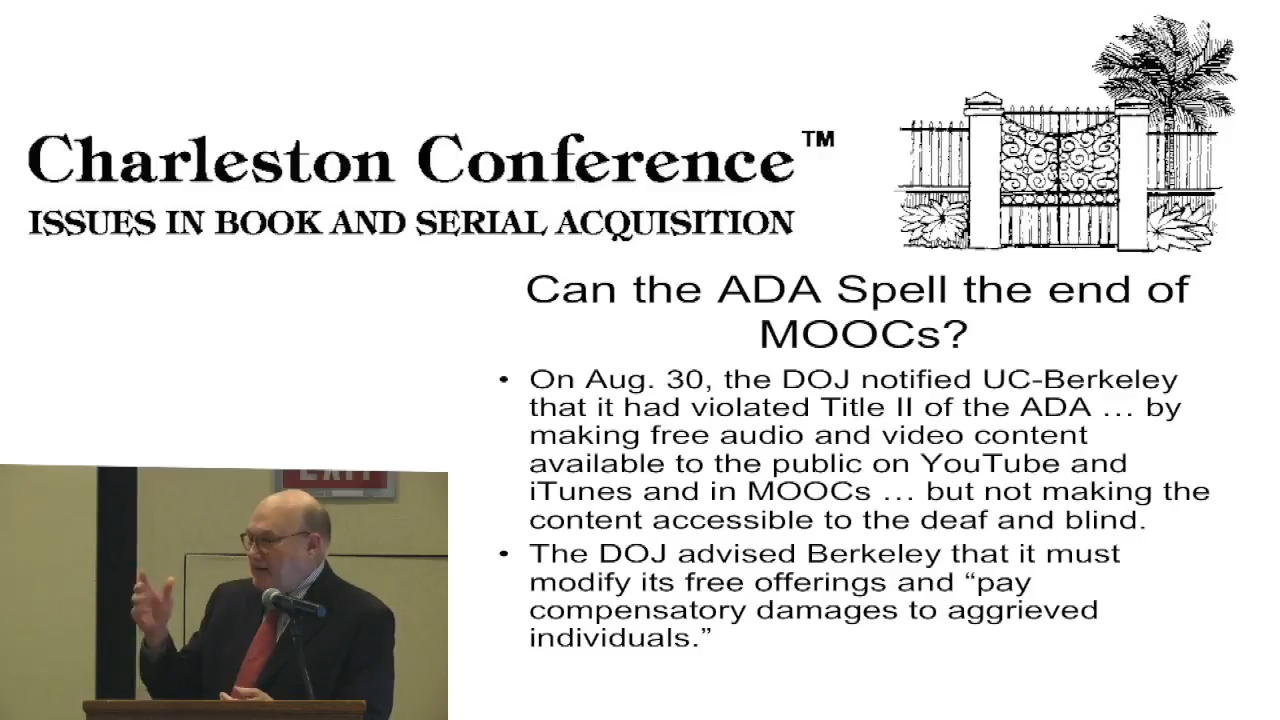 Charleston Conference™
ISSUES IN BOOK AND SERIAL ACQUISITION
Can the ADA Spell the end of
MOOCs?
• On Aug. 30, the DOJ notified UC-Berkeley
that it had violated Title II of the ADA … by
making free audio and video content
available to the public on YouTube and
iTunes and in MOOCs … but not making the
content accessible to the deaf and blind.
• The DOJ advised Berkeley that it must
modify its free offerings and “pay
compensatory damages to aggrieved
individuals.”
EXIT